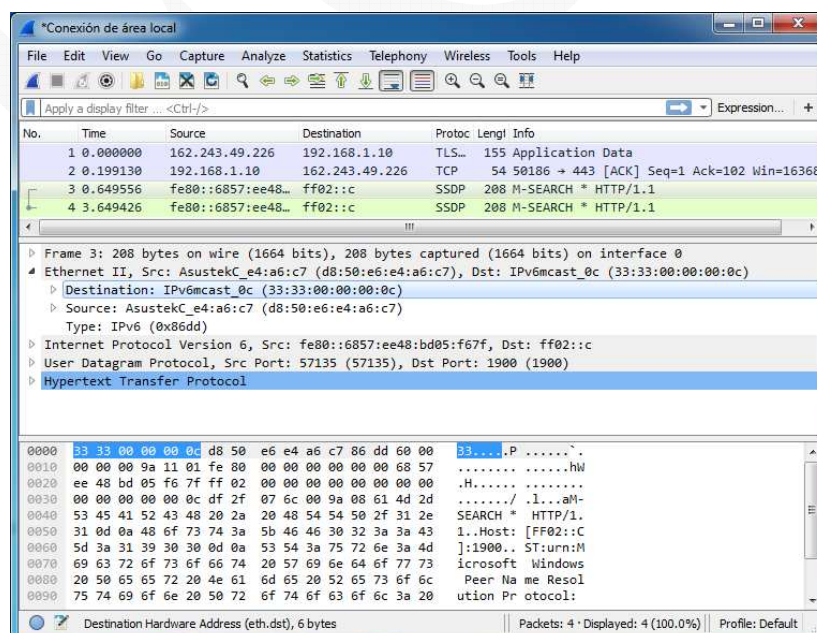 *Conexión de área local
File Edit View Go Capture Analyze Statistics Telephony Wireless Tools Help
Apply a display filter ... <Ctrl-/> Expression... +
No. Time Source Destination Protoc Lengt Info
1 0.000000 162.243.49.226 192.168.1.10 TLS… 155 Application Data
2 0.199130 192.168.1.10 162.243.49.226 TCP 54 50186 → 443 [ACK] Seq=1 Ack=102 Win=16368
3 0.649556 fe80::6857:ee48… ff02::c SSDP 208 M-SEARCH * HTTP/1.1
4 3.649426 fe80::6857:ee48… ff02::c SSDP 208 M-SEARCH * HTTP/1.1
Frame 3: 208 bytes on wire (1664 bits), 208 bytes captured (1664 bits) on interface 0
Ethernet II, Src: AsustekC_e4:a6:c7 (d8:50:e6:e4:a6:c7), Dst: IPv6mcast_0c (33:33:00:00:00:0c)
Destination: IPv6mcast_0c (33:33:00:00:00:0c)
Source: AsustekC_e4:a6:c7 (d8:50:e6:e4:a6:c7)
Type: IPv6 (0x86dd)
Internet Protocol Version 6, Src: fe80::6857:ee48:bd05:f67f, Dst: ff02::c
User Datagram Protocol, Src Port: 57135 (57135), Dst Port: 1900 (1900)
Hypertext Transfer Protocol
0000 33 33 00 00 00 0c d8 50 e6 e4 a6 c7 86 dd 60 00 33.....P ......`.
0010 00 00 00 9a 11 01 fe 80 00 00 00 00 00 00 68 57 ........ ......hW
0020 ee 48 bd 05 f6 7f ff 02 00 00 00 00 00 00 00 00 .H...... ........
0030 00 00 00 00 00 0c df 2f 07 6c 00 9a 08 61 4d 2d ......./ .l...aM-
0040 53 45 41 52 43 48 20 2a 20 48 54 54 50 2f 31 2e SEARCH * HTTP/1.
0050 31 0d 0a 48 6f 73 74 3a 5b 46 46 30 32 3a 3a 43 1..Host: [FF02::C
0060 5d 3a 31 39 30 30 0d 0a 53 54 3a 75 72 6e 3a 4d ]:1900.. ST:urn:M
0070 69 63 72 6f 73 6f 66 74 20 57 69 6e 64 6f 77 73 icrosoft Windows
0080 20 50 65 65 72 20 4e 61 6d 65 20 52 65 73 6f 6c Peer Na me Resol
0090 75 74 69 6f 6e 20 50 72 6f 74 6f 63 6f 6c 3a 20 ution Pr otocol:
Destination Hardware Address (eth.dst), 6 bytes Packets: 4 · Displayed: 4 (100.0%) Profile: Default